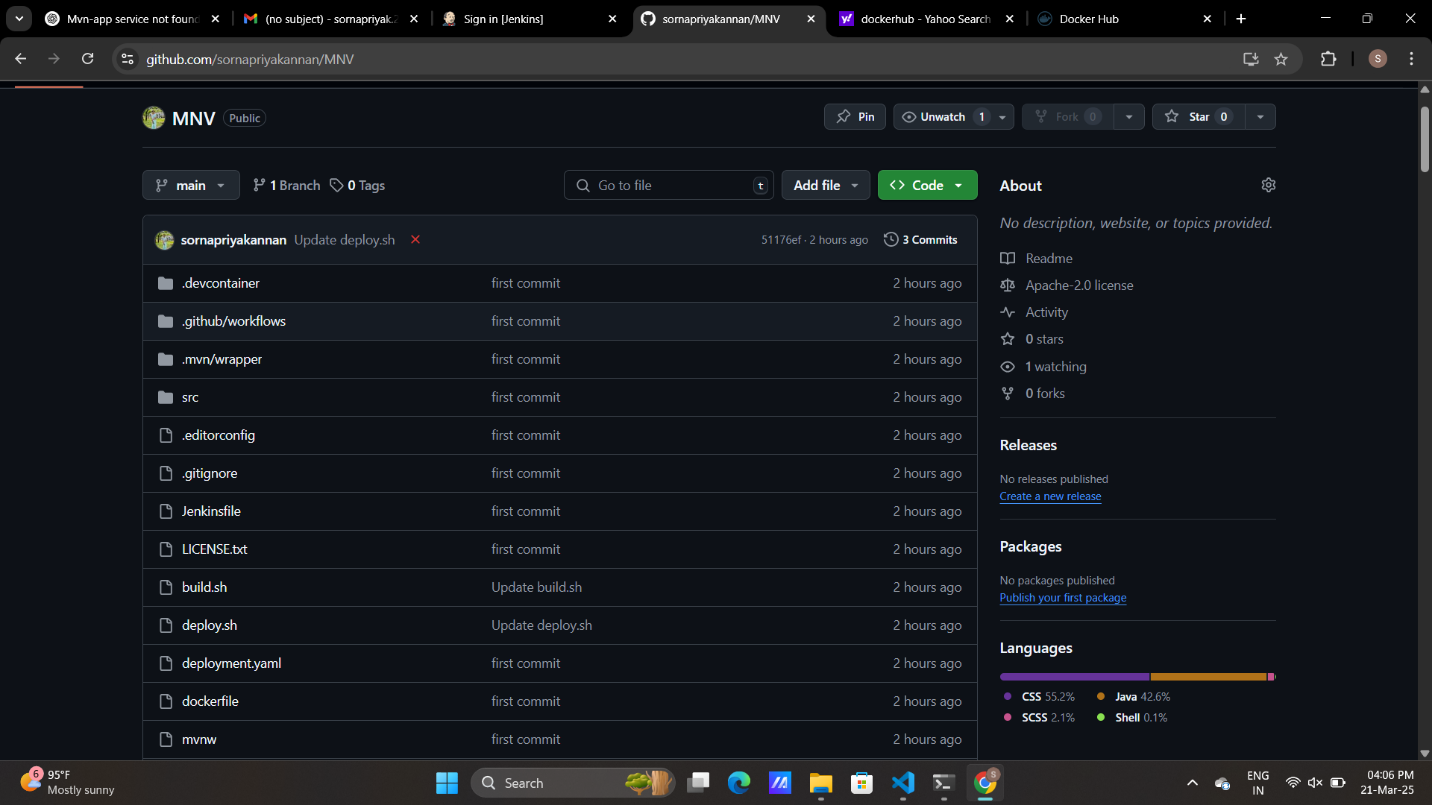 Mvn-app service not found
(no subject) - sornapriyak.2
Sign in [Jenkins]
sornapriyakannan/MNV
dockerhub - Yahoo Search
Docker Hub
github.com/sornapriyakannan/MNV
S
MNV Public
Pin
Unwatch 1
Fork 0
Star 0
main
1 Branch
0 Tags
Go to file t
Add file
Code
sornapriyakannan Update deploy.sh
51176ef · 2 hours ago
3 Commits
.devcontainer first commit 2 hours ago
.github/workflows first commit 2 hours ago
.mvn/wrapper first commit 2 hours ago
src first commit 2 hours ago
.editorconfig first commit 2 hours ago
.gitignore first commit 2 hours ago
Jenkinsfile first commit 2 hours ago
LICENSE.txt first commit 2 hours ago
build.sh Update build.sh 2 hours ago
deploy.sh Update deploy.sh 2 hours ago
deployment.yaml first commit 2 hours ago
dockerfile first commit 2 hours ago
mvnw first commit 2 hours ago
About
No description, website, or topics provided.
Readme
Apache-2.0 license
Activity
0 stars
1 watching
0 forks
Releases
No releases published
Create a new release
Packages
No packages published
Publish your first package
Languages
CSS 55.2% Java 42.6%
SCSS 2.1% Shell 0.1%
6
95°F
Mostly sunny
Search
S
ENG
IN
04:06 PM
21-Mar-25